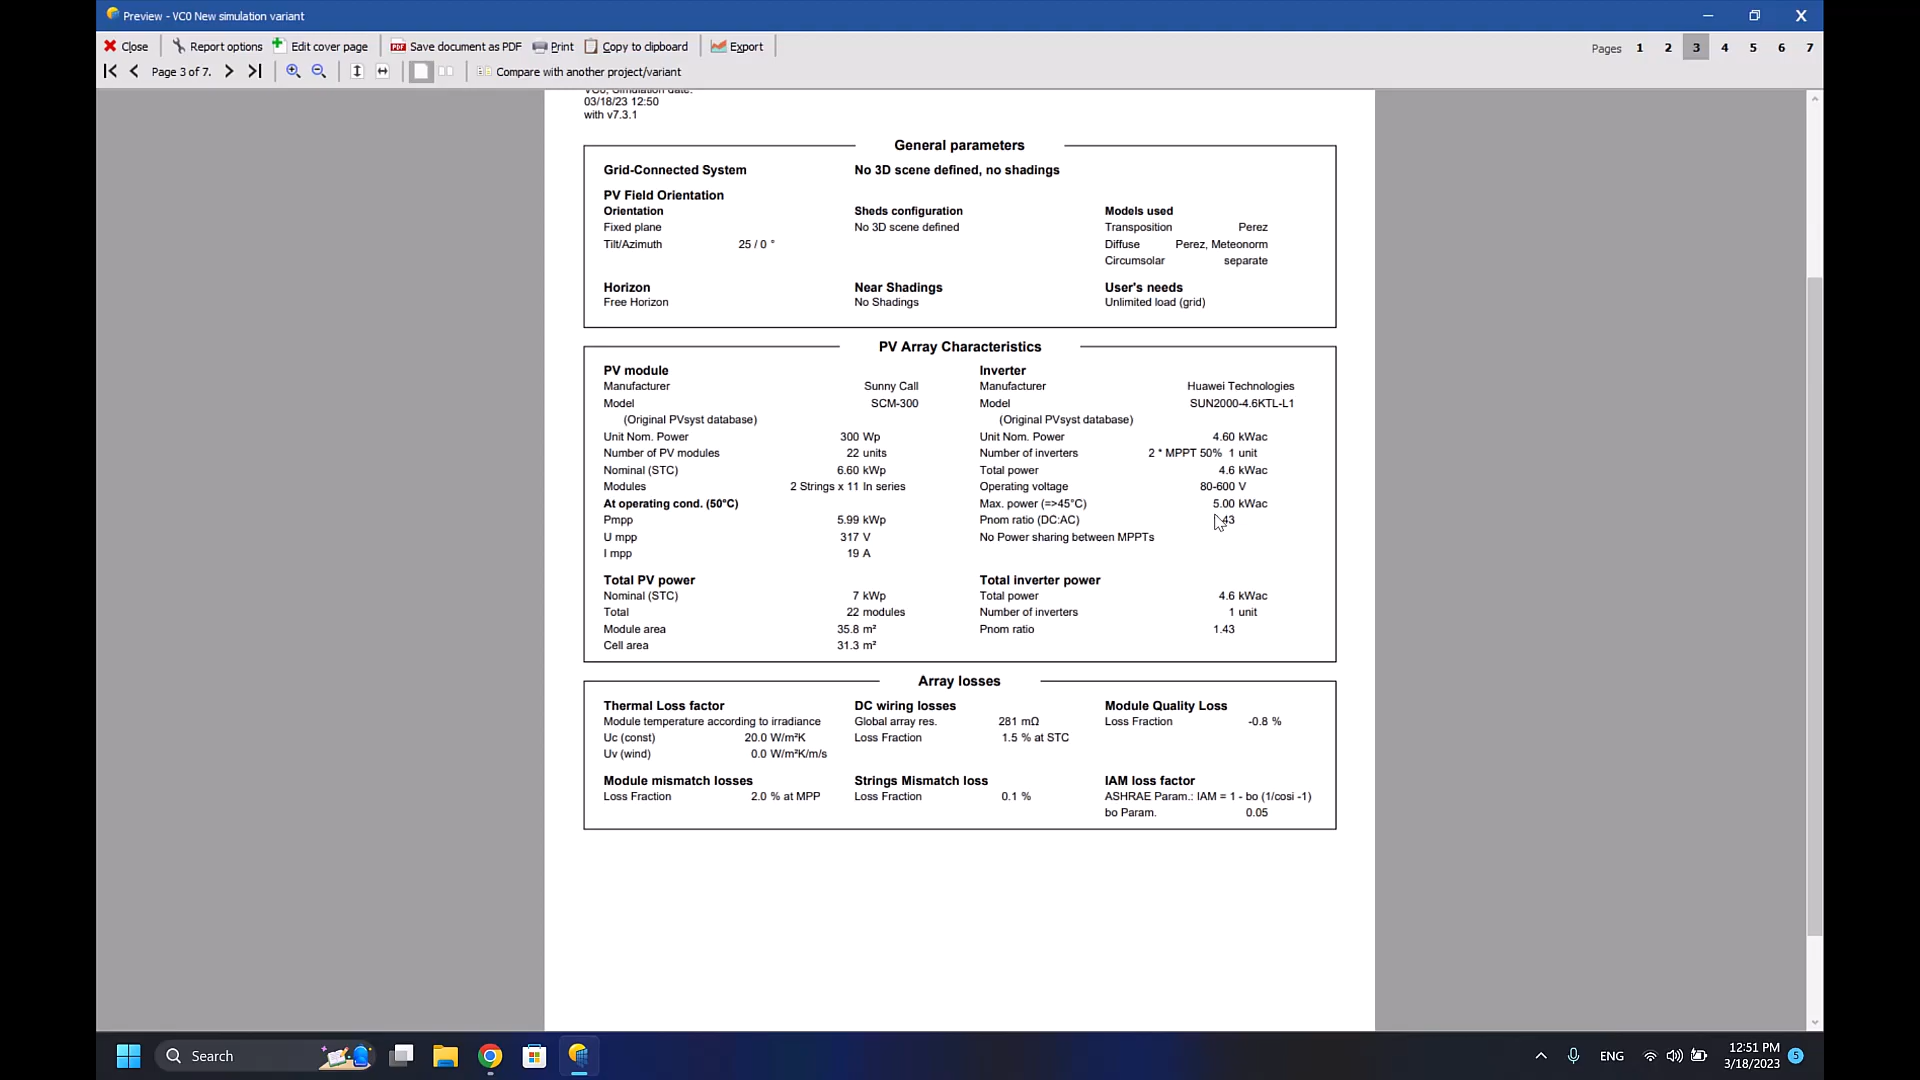 Preview - VC0 New simulation variant
Close Report options Edit cover page Save document as PDF Print Copy to clipboard Export Pages 1 2 3 4 5 6 7
Page 3 of 7. Compare with another project/variant
VC0, Simulation date:
03/18/23 12:50
with v7.3.1
General parameters
Grid-Connected System No 3D scene defined, no shadings
PV Field Orientation
Orientation Sheds configuration Models used
Fixed plane No 3D scene defined Transposition Perez
Tilt/Azimuth 25 / 0 ° Diffuse Perez, Meteonorm
Circumsolar separate
Horizon Near Shadings User's needs
Free Horizon No Shadings Unlimited load (grid)
PV Array Characteristics
PV module Inverter
Manufacturer Sunny Call Manufacturer Huawei Technologies
Model SCM-300 Model SUN2000-4.6KTL-L1
(Original PVsyst database) (Original PVsyst database)
Unit Nom. Power 300 Wp Unit Nom. Power 4.60 kWac
Number of PV modules 22 units Number of inverters 2 * MPPT 50% 1 unit
Nominal (STC) 6.60 kWp Total power 4.6 kWac
Modules 2 Strings x 11 In series Operating voltage 80-600 V
At operating cond. (50°C) Max. power (=>45°C) 5.00 kWac
Pmpp 5.99 kWp Pnom ratio (DC:AC) 43
U mpp 317 V No Power sharing between MPPTs
I mpp 19 A
Total PV power Total inverter power
Nominal (STC) 7 kWp Total power 4.6 kWac
Total 22 modules Number of inverters 1 unit
Module area 35.8 m² Pnom ratio 1.43
Cell area 31.3 m²
Array losses
Thermal Loss factor DC wiring losses Module Quality Loss
Module temperature according to irradiance Global array res. 281 mΩ Loss Fraction -0.8 %
Uc (const) 20.0 W/m²K Loss Fraction 1.5 % at STC
Uv (wind) 0.0 W/m²K/m/s
Module mismatch losses Strings Mismatch loss IAM loss factor
Loss Fraction 2.0 % at MPP Loss Fraction 0.1 % ASHRAE Param.: IAM = 1 - bo (1/cosi -1)
bo Param. 0.05
Search ENG 12:51 PM
3/18/2023 5